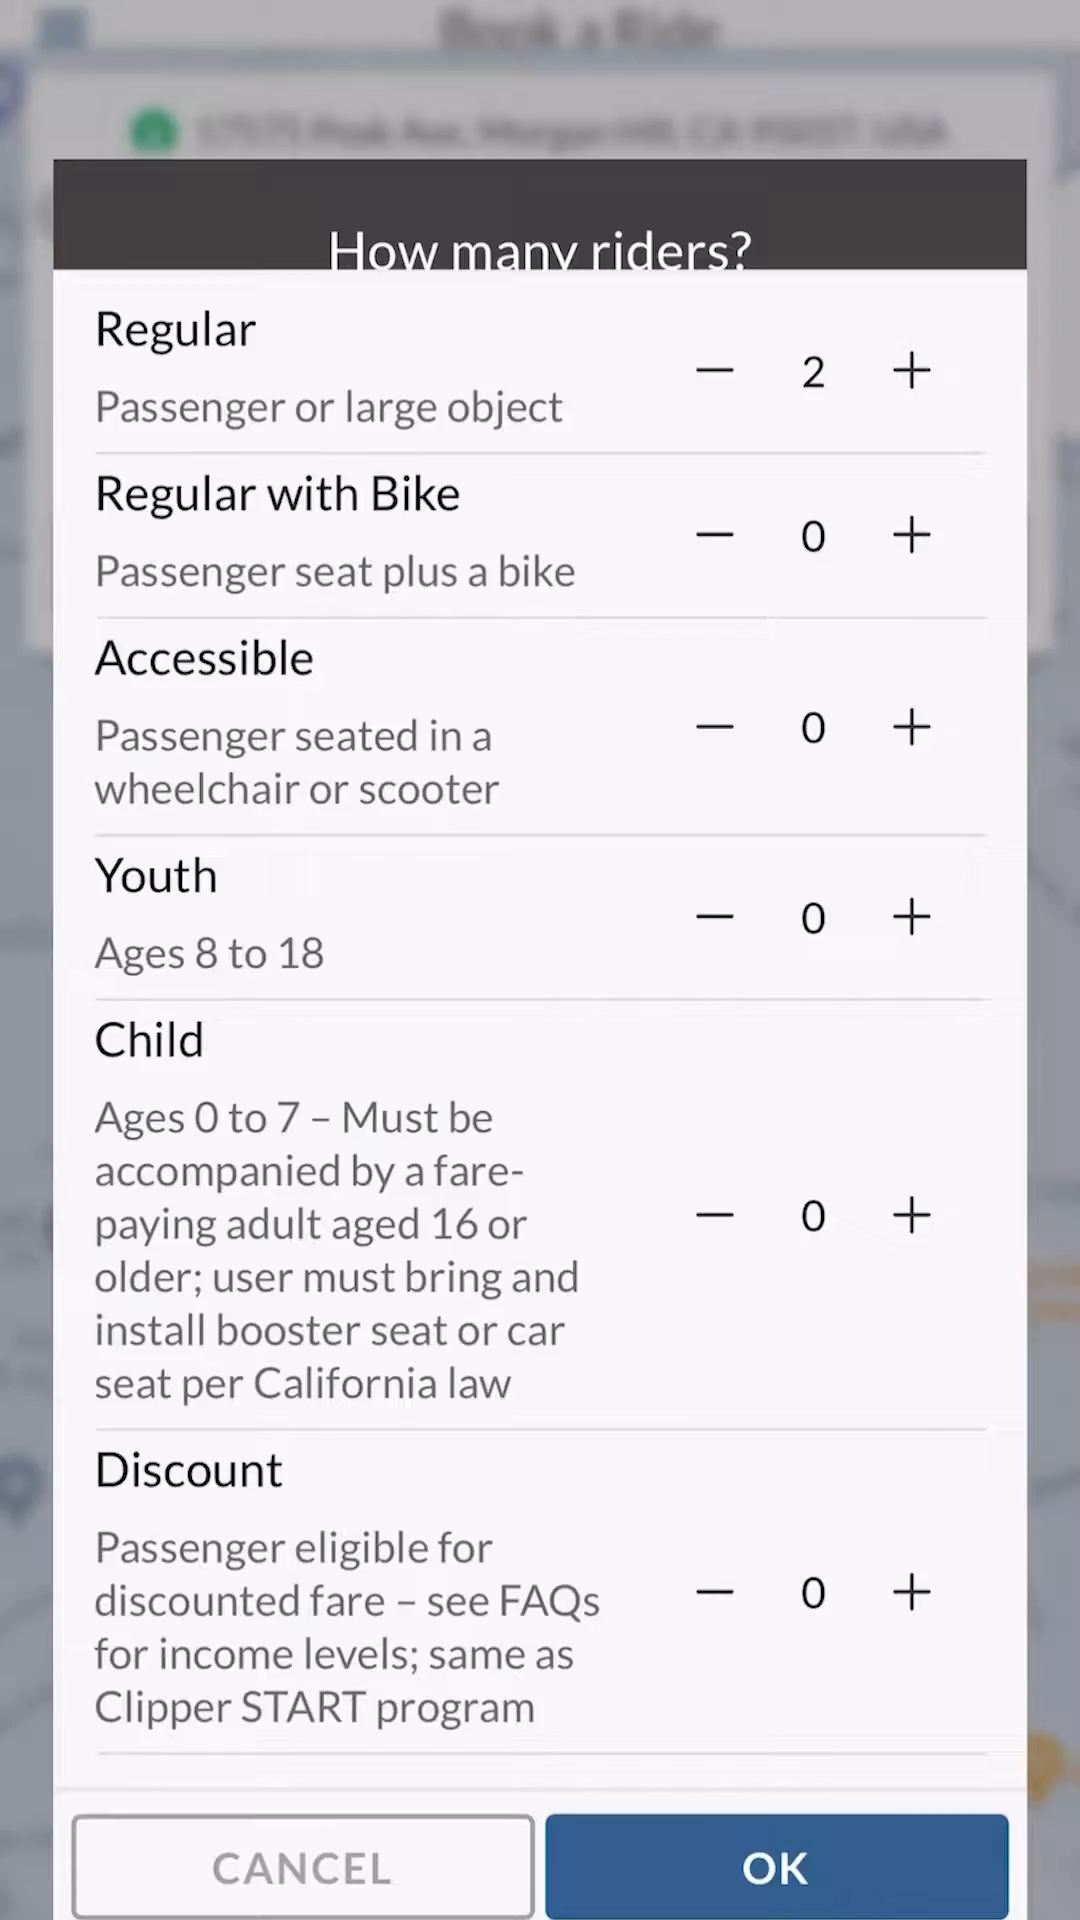 Book a Ride
How many riders?
Regular
Passenger or large object
− 2 +
Regular with Bike
Passenger seat plus a bike
− 0 +
Accessible
Passenger seated in a
wheelchair or scooter
− 0 +
Youth
Ages 8 to 18
− 0 +
Child
Ages 0 to 7 – Must be
accompanied by a fare-
paying adult aged 16 or
older; user must bring and
install booster seat or car
seat per California law
− 0 +
Discount
Passenger eligible for
discounted fare – see FAQs
for income levels; same as
Clipper START program
− 0 +
CANCEL
OK